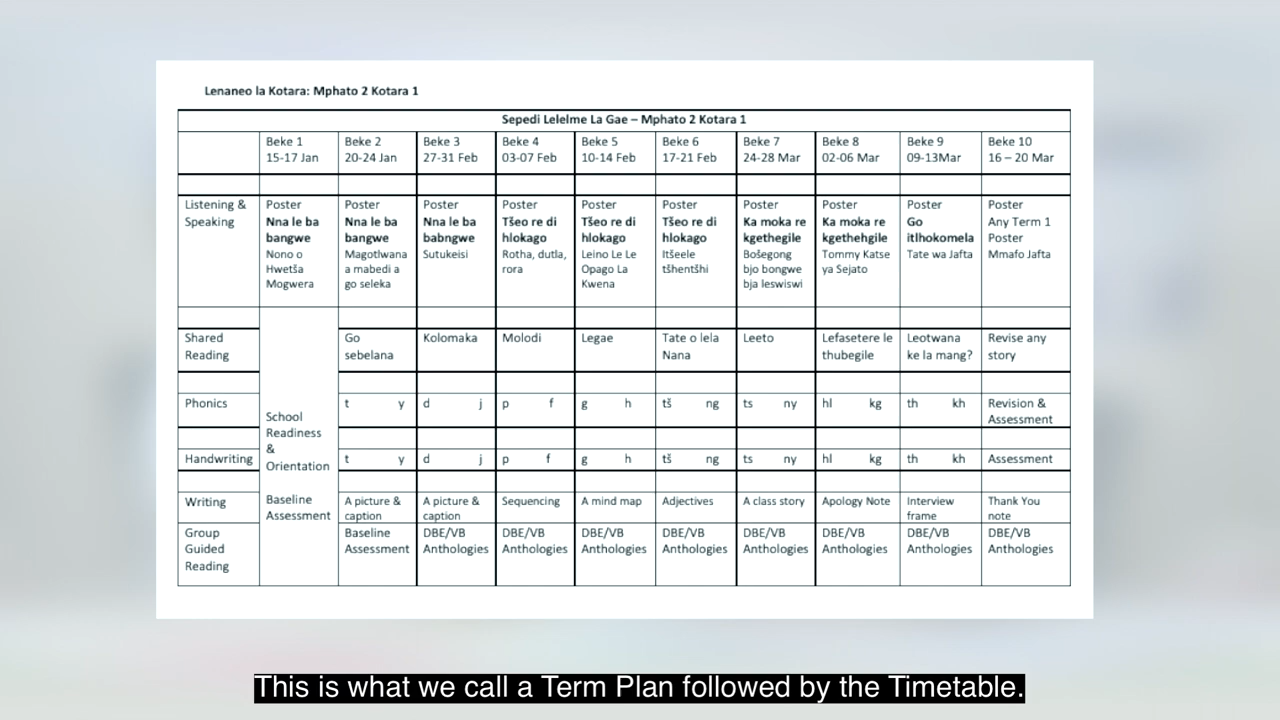 Lenaneo la Kotara: Mphato 2 Kotara 1
Sepedi Lelelme La Gae – Mphato 2 Kotara 1
Beke 1 Beke 2 Beke 3 Beke 4 Beke 5 Beke 6 Beke 7 Beke 8 Beke 9 Beke 10
15-17 Jan 20-24 Jan 27-31 Feb 03-07 Feb 10-14 Feb 17-21 Feb 24-28 Mar 02-06 Mar 09-13Mar 16 – 20 Mar
Listening & Speaking
Poster
Nna le ba
bangwe
Nono o
Hwetša
Mogwera
Poster
Nna le ba
bangwe
Magotlwana
a mabedi a
go seleka
Poster
Nna le ba
babngwe
Sutukeisi
Poster
Tšeo re di
hlokago
Rotha, dutla,
rora
Poster
Tšeo re di
hlokago
Leino Le Le
Opago La
Kwena
Poster
Tšeo re di
hlokago
Itšeele
tšhentšhi
Poster
Ka moka re
kgethegile
Bošegong
bjo bongwe
bja leswiswi
Poster
Ka moka re
kgethehgile
Tommy Katse
ya Sejato
Poster
Go
itlhokomela
Tate wa Jafta
Poster
Any Term 1
Poster
Mmafo Jafta
School
Readiness
&
Orientation
Baseline
Assessment
Shared
Reading
Go
sebelana
Kolomaka
Molodi
Legae
Tate o lela
Nana
Leeto
Lefasetere le
thubegile
Leotwana
ke la mang?
Revise any
story
Phonics
t y
d j
p f
g h
tš ng
ts ny
hl kg
th kh
Revision &
Assessment
Handwriting
t y
d j
p f
g h
tš ng
ts ny
hl kg
th kh
Assessment
Writing
A picture &
caption
A picture &
caption
Sequencing
A mind map
Adjectives
A class story
Apology Note
Interview
frame
Thank You
note
Group
Guided
Reading
Baseline
Assessment
DBE/VB
Anthologies
DBE/VB
Anthologies
DBE/VB
Anthologies
DBE/VB
Anthologies
DBE/VB
Anthologies
DBE/VB
Anthologies
DBE/VB
Anthologies
DBE/VB
Anthologies
This is what we call a Term Plan followed by the Timetable.